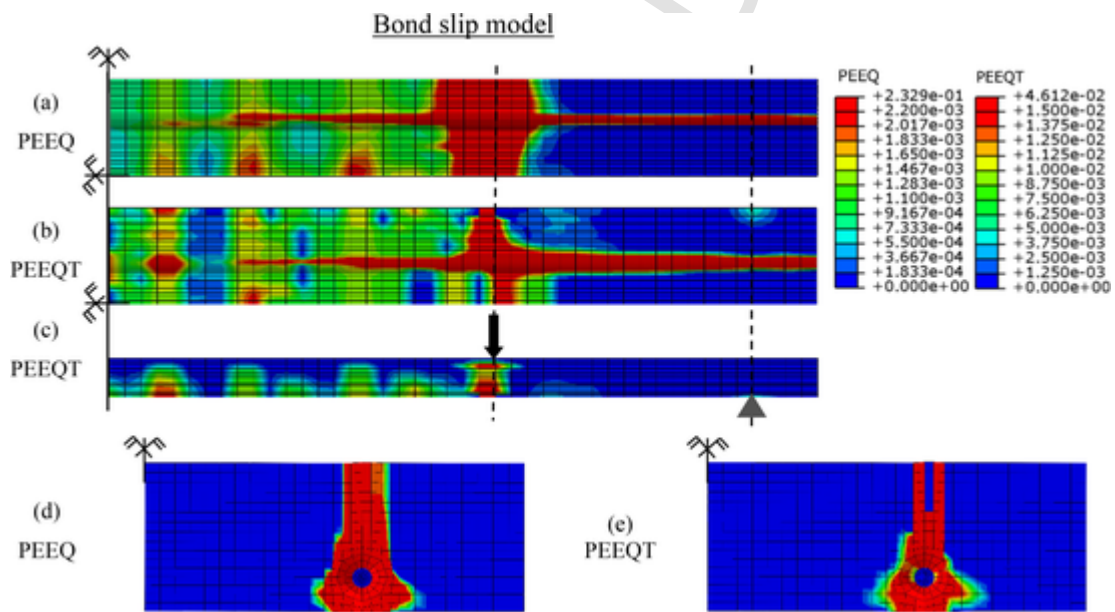 Bond slip model
(a)
PEEQ
(b)
PEEQT
(c)
PEEQT
PEEQ
+2.329e-01
+2.200e-03
+2.017e-03
+1.833e-03
+1.650e-03
+1.467e-03
+1.283e-03
+1.100e-03
+9.167e-04
+7.333e-04
+5.500e-04
+3.667e-04
+1.833e-04
+0.000e+00
PEEQT
+4.612e-02
+1.500e-02
+1.375e-02
+1.250e-02
+1.125e-02
+1.000e-02
+8.750e-03
+7.500e-03
+6.250e-03
+5.000e-03
+3.750e-03
+2.500e-03
+1.250e-03
+0.000e+00
(d)
PEEQ
(e)
PEEQT